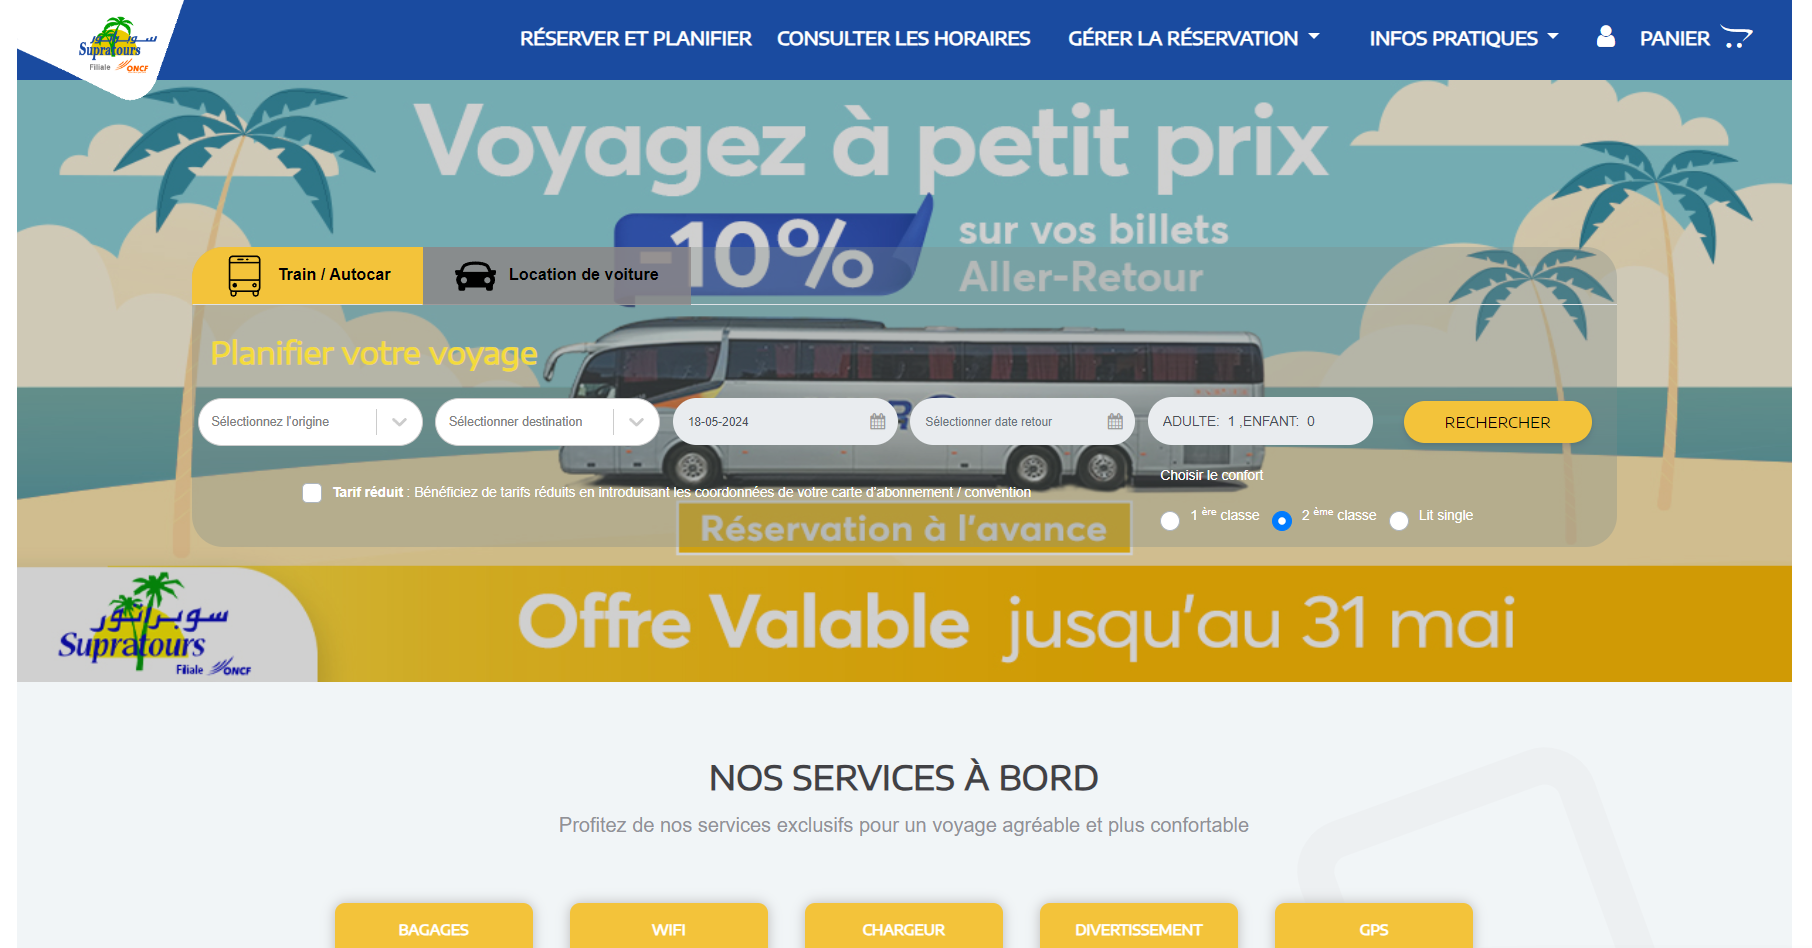 سوبراتور
Supratours
Filiale ONCF
RÉSERVER ET PLANIFIER
CONSULTER LES HORAIRES
GÉRER LA RÉSERVATION
INFOS PRATIQUES
PANIER
Voyagez à petit prix
-10%
sur vos billets
Aller-Retour
Train / Autocar
Location de voiture
Planifier votre voyage
Sélectionnez l'origine
Sélectionner destination
18-05-2024
Sélectionner date retour
ADULTE: 1 ,ENFANT: 0
RECHERCHER
Choisir le confort
Tarif réduit : Bénéficiez de tarifs réduits en introduisant les coordonnées de votre carte d'abonnement / convention
1 ère classe
2 ème classe
Lit single
Réservation à l'avance
سوبراتور
Supratours
Filiale ONCF
Offre Valable jusqu'au 31 mai
NOS SERVICES À BORD
Profitez de nos services exclusifs pour un voyage agréable et plus confortable
BAGAGES
WIFI
CHARGEUR
DIVERTISSEMENT
GPS